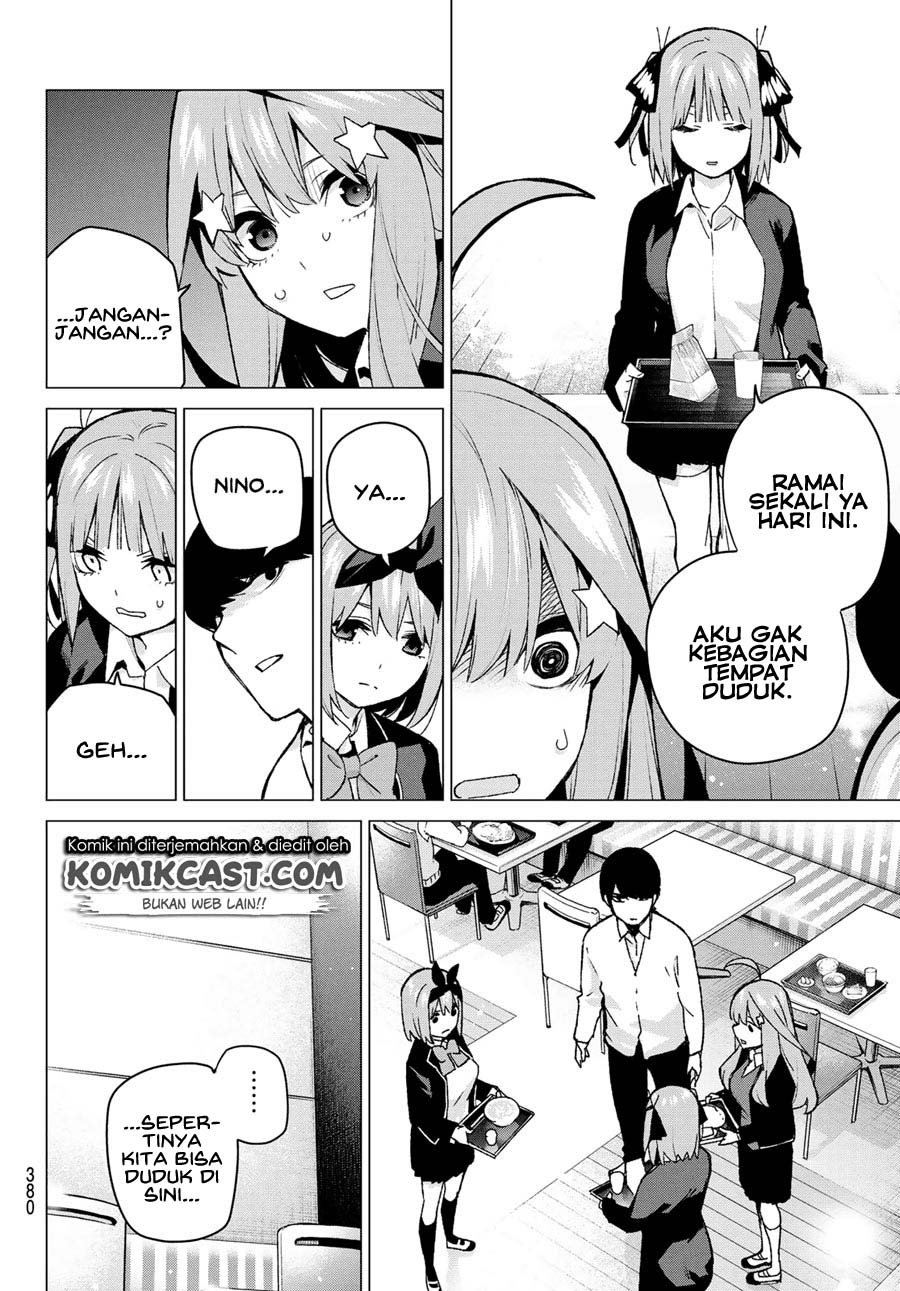 RAMAI
SEKALI YA
HARI INI.
AKU GAK
KEBAGIAN
TEMPAT
DUDUK.
...JANGAN-
JANGAN...?
YA...
NINO...
GEH...
Komik ini diterjemahkan & diedit oleh
KOMIKCAST.COM
BUKAN WEB LAIN!!
......
...SEPER-
TINYA
KITA BISA
DUDUK DI
SINI...
380